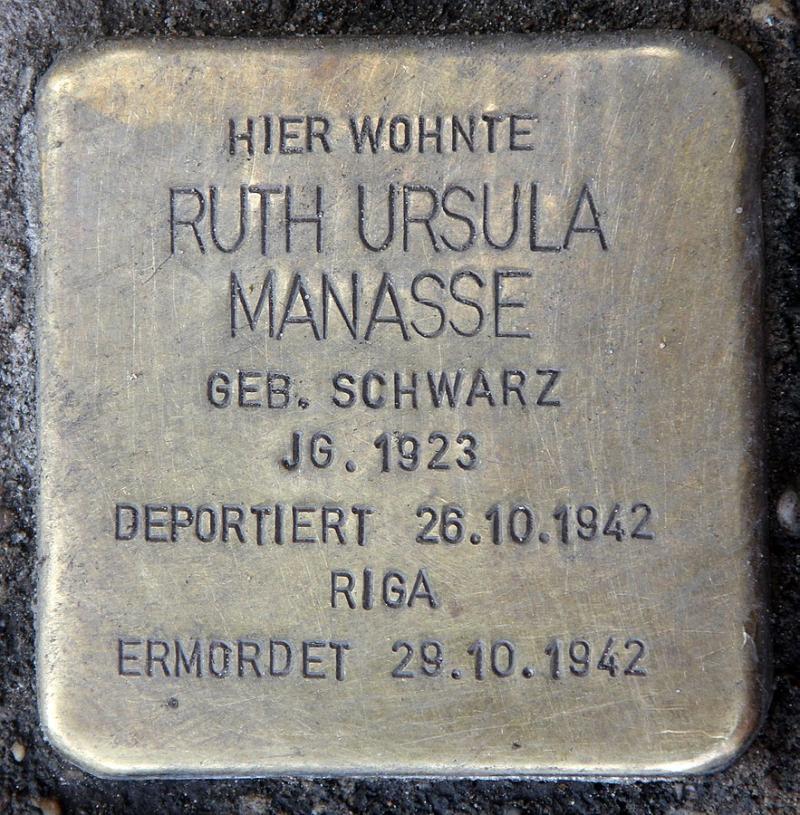 HIER WOHNTE
RUTH URSULA
MANASSE
GEB. SCHWARZ
JG. 1923
DEPORTIERT 26.10.1942
RIGA
ERMORDET 29.10.1942